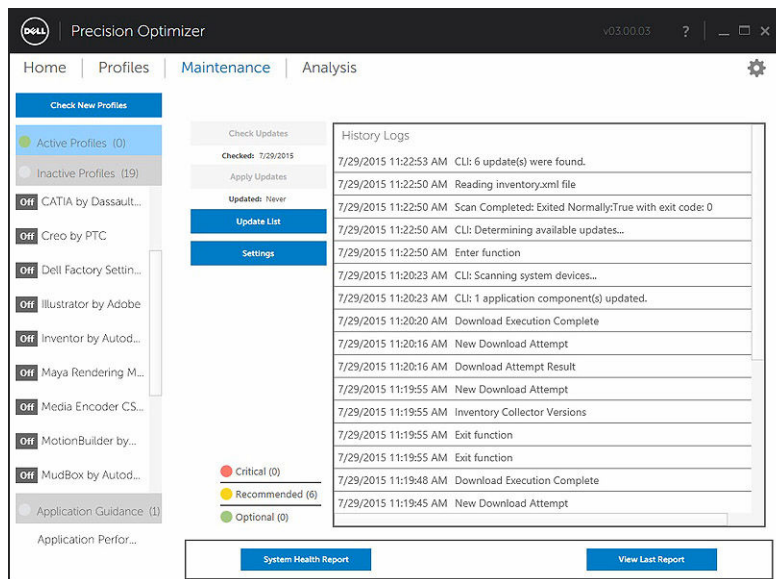 DELL Precision Optimizer v03.00.03 ?
Home Profiles Maintenance Analysis
Check New Profiles
Active Profiles (0)
Inactive Profiles (19)
Off CATIA by Dassault...
Off Creo by PTC
Off Dell Factory Settin...
Off Illustrator by Adobe
Off Inventor by Autod...
Off Maya Rendering M...
Off Media Encoder CS...
Off MotionBuilder by...
Off MudBox by Autod...
Application Guidance (1)
Application Perfor...
Check Updates
Checked: 7/29/2015
Apply Updates
Updated: Never
Update List
Settings
Critical (0)
Recommended (6)
Optional (0)
History Logs
7/29/2015 11:22:53 AM CLI: 6 update(s) were found.
7/29/2015 11:22:50 AM Reading inventory.xml file
7/29/2015 11:22:50 AM Scan Completed: Exited Normally:True with exit code: 0
7/29/2015 11:22:50 AM CLI: Determining available updates...
7/29/2015 11:22:50 AM Enter function
7/29/2015 11:20:23 AM CLI: Scanning system devices...
7/29/2015 11:20:23 AM CLI: 1 application component(s) updated.
7/29/2015 11:20:20 AM Download Execution Complete
7/29/2015 11:20:16 AM New Download Attempt
7/29/2015 11:20:16 AM Download Attempt Result
7/29/2015 11:19:55 AM New Download Attempt
7/29/2015 11:19:55 AM Inventory Collector Versions
7/29/2015 11:19:55 AM Exit function
7/29/2015 11:19:55 AM Exit function
7/29/2015 11:19:48 AM Download Execution Complete
7/29/2015 11:19:45 AM New Download Attempt
System Health Report
View Last Report